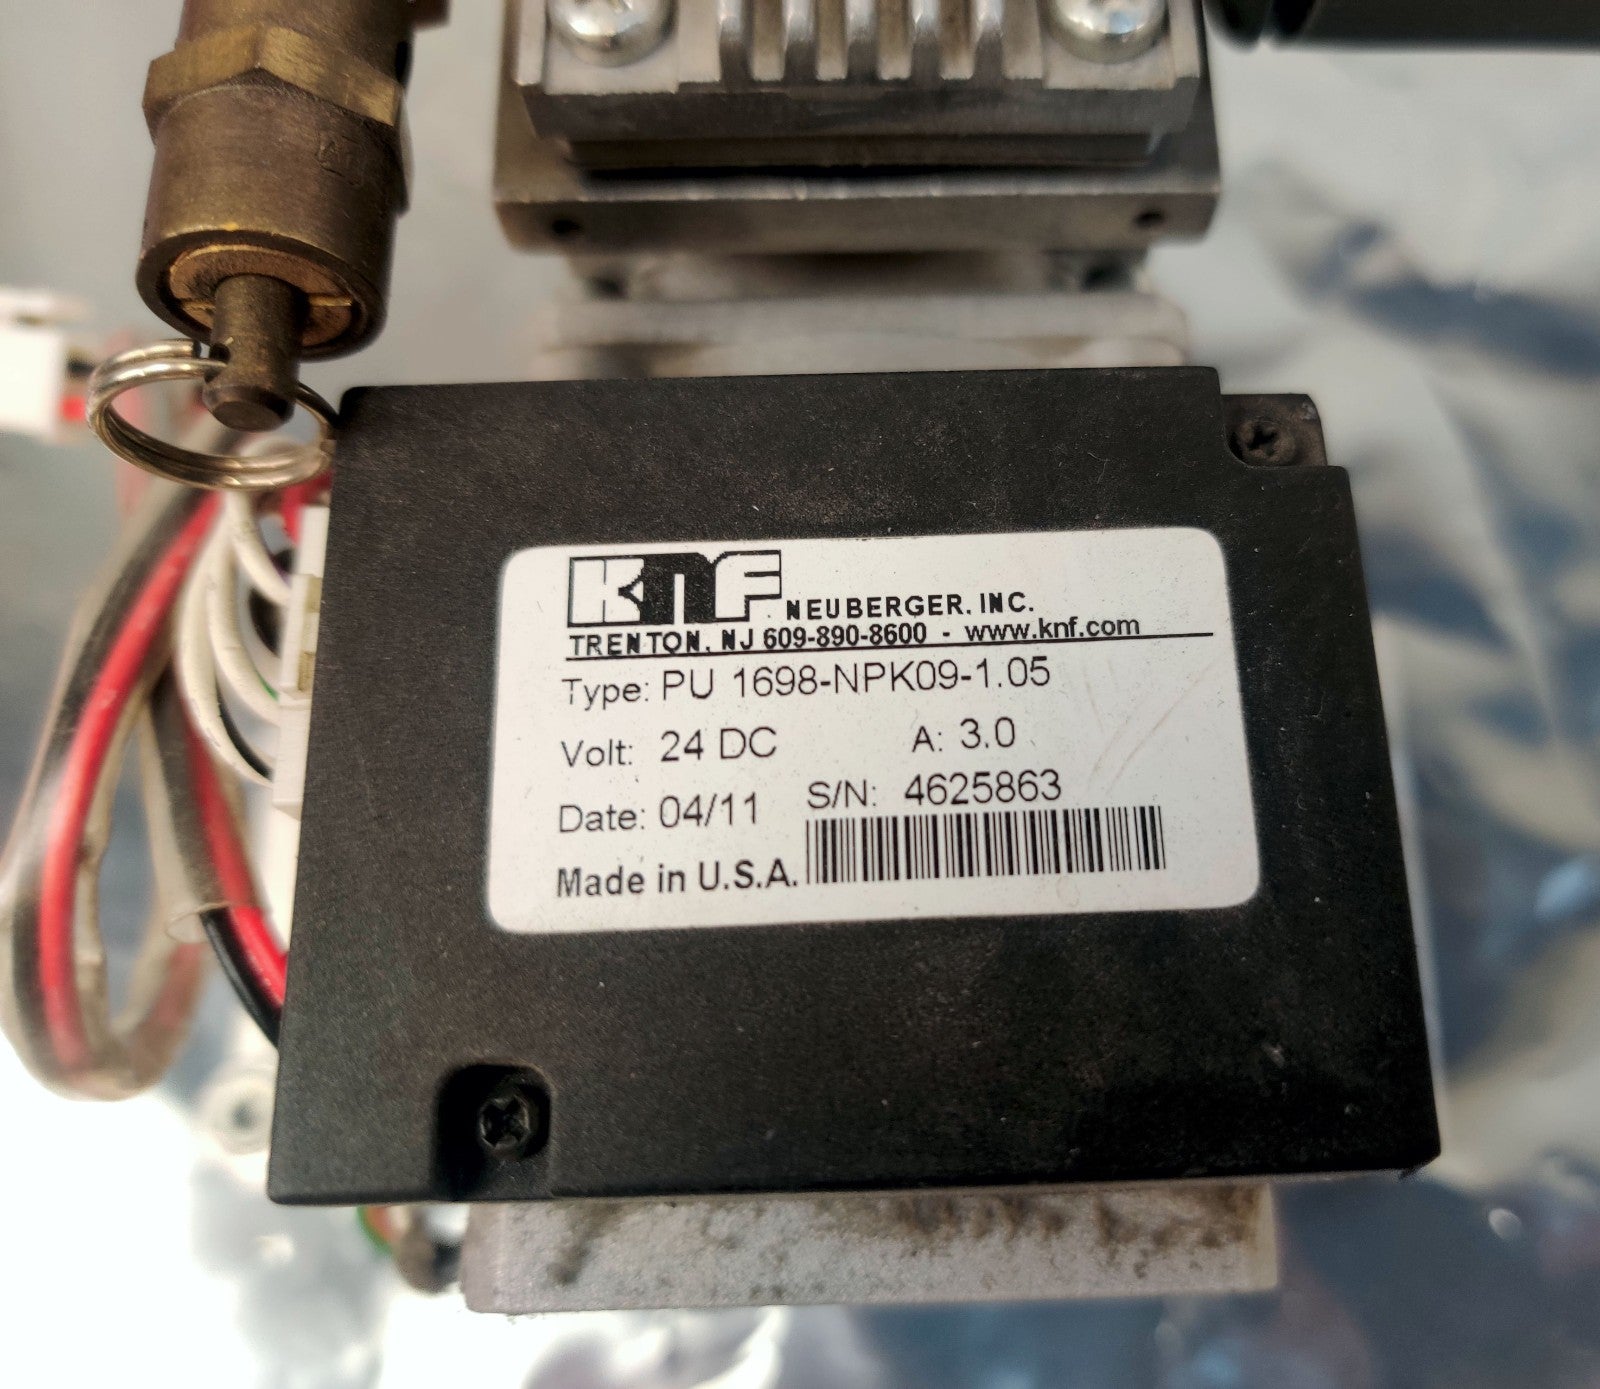 KNF NEUBERGER. INC.
TRENTON, NJ 609-890-8600 - www.knf.com
Type: PU 1698-NPK09-1.05
Volt: 24 DC A: 3.0
Date: 04/11 S/N: 4625863
Made in U.S.A.